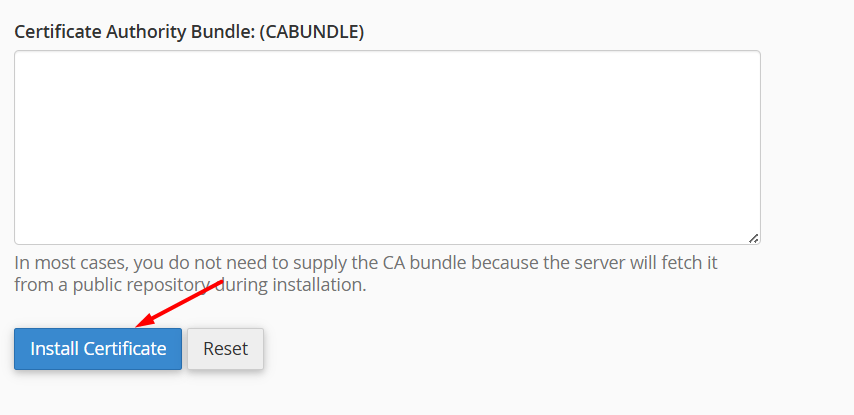 Certificate Authority Bundle: (CABUNDLE)
In most cases, you do not need to supply the CA bundle because the server will fetch it
from a public repository during installation.
Install Certificate
Reset